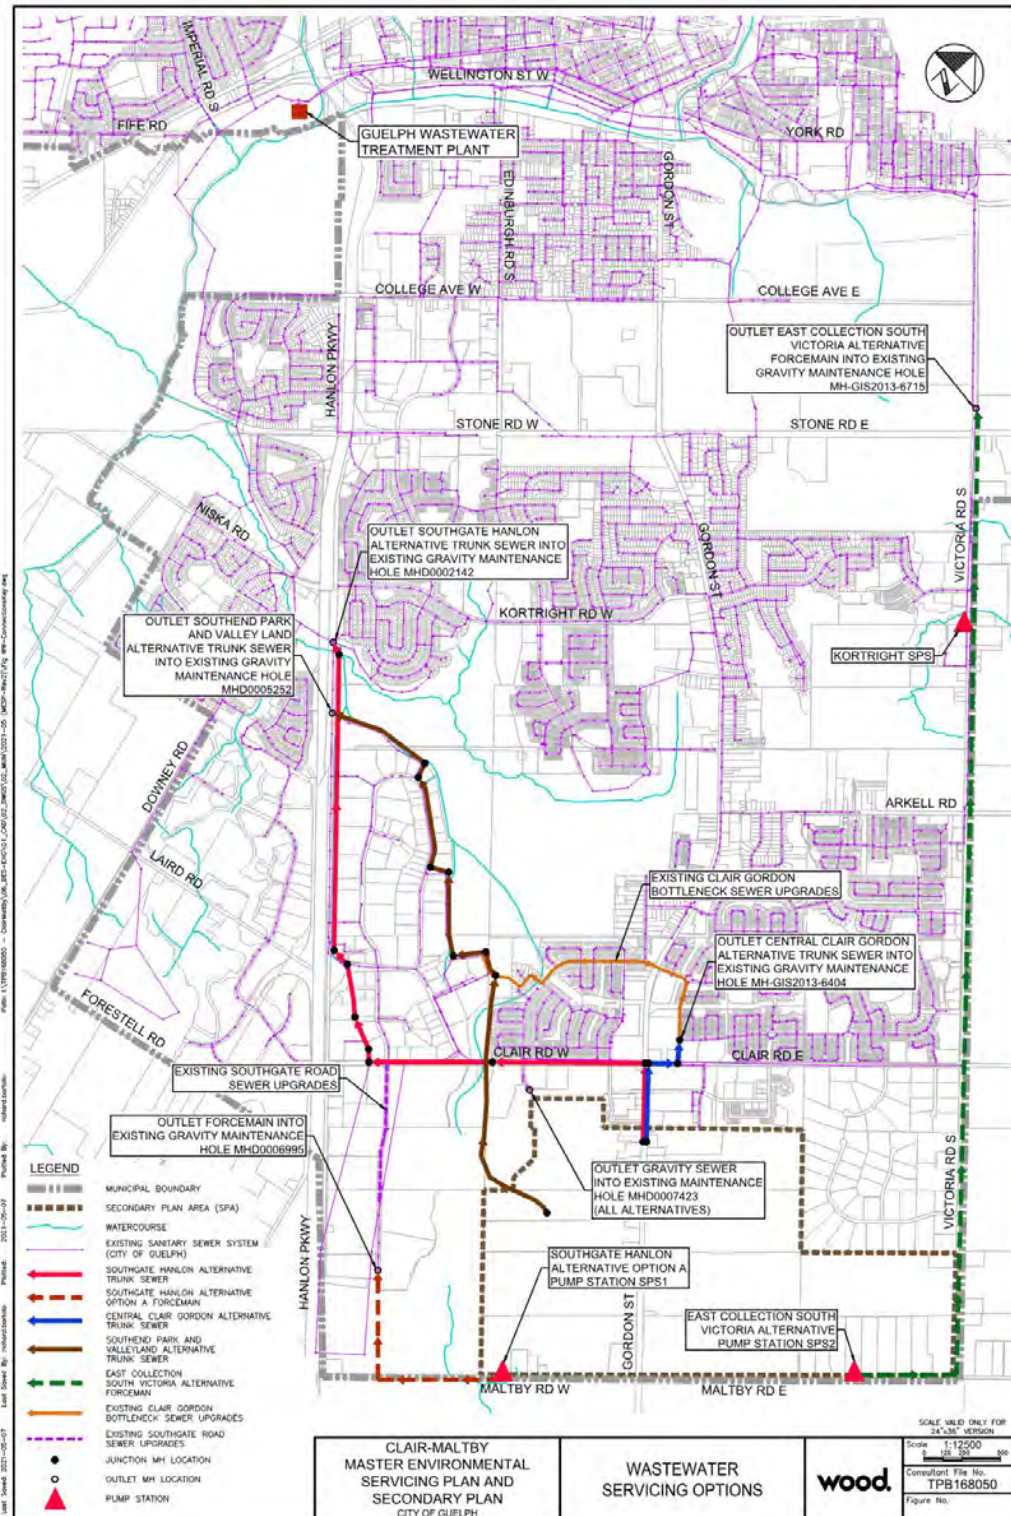 IMPERIAL RD S
WELLINGTON ST W
FIFE RD
YORK RD
GUELPH WASTEWATER
TREATMENT PLANT
EDINBURGH RD S
GORDON ST
COLLEGE AVE W
COLLEGE AVE E
HANLON PKWY
OUTLET EAST COLLECTION SOUTH
VICTORIA ALTERNATIVE
FORCEMAIN INTO EXISTING
GRAVITY MAINTENANCE HOLE
MH-GIS2013-6715
STONE RD W
STONE RD E
NISKA RD
VICTORIA RD S
OUTLET SOUTHGATE HANLON
ALTERNATIVE TRUNK SEWER INTO
EXISTING GRAVITY MAINTENANCE
HOLE MHD0002142
GORDON ST
KORTRIGHT RD W
OUTLET SOUTHEND PARK
AND VALLEY LAND
ALTERNATIVE TRUNK SEWER
INTO EXISTING GRAVITY
MAINTENANCE HOLE
MHD0005252
KORTRIGHT SPS
DOWNEY RD
ARKELL RD
LAIRD RD
EXISTING CLAIR GORDON
BOTTLENECK SEWER UPGRADES
OUTLET CENTRAL CLAIR GORDON
ALTERNATIVE TRUNK SEWER INTO
EXISTING GRAVITY MAINTENANCE
HOLE MH-GIS2013-6404
FORESTELL RD
CLAIR RD W
CLAIR RD E
EXISTING SOUTHGATE ROAD
SEWER UPGRADES
OUTLET FORCEMAIN INTO
EXISTING GRAVITY MAINTENANCE
HOLE MHD0006995
OUTLET GRAVITY SEWER
INTO EXISTING MAINTENANCE
HOLE MHD0007423
(ALL ALTERNATIVES)
VICTORIA RD S
HANLON PKWY
SOUTHGATE HANLON
ALTERNATIVE OPTION A
PUMP STATION SPS1
GORDON ST
EAST COLLECTION SOUTH
VICTORIA ALTERNATIVE
PUMP STATION SPS2
MALTBY RD W
MALTBY RD E
LEGEND
MUNICIPAL BOUNDARY
SECONDARY PLAN AREA (SPA)
WATERCOURSE
EXISTING SANITARY SEWER SYSTEM
(CITY OF GUELPH)
SOUTHGATE HANLON ALTERNATIVE
TRUNK SEWER
SOUTHGATE HANLON ALTERNATIVE
OPTION A FORCEMAIN
CENTRAL CLAIR GORDON ALTERNATIVE
TRUNK SEWER
SOUTHEND PARK AND
VALLEYLAND ALTERNATIVE
TRUNK SEWER
EAST COLLECTION
SOUTH VICTORIA ALTERNATIVE
FORCEMAN
EXISTING CLAIR GORDON
BOTTLENECK SEWER UPGRADES
EXISTING SOUTHGATE ROAD
SEWER UPGRADES
JUNCTION MH LOCATION
OUTLET MH LOCATION
PUMP STATION
CLAIR-MALTBY
MASTER ENVIRONMENTAL
SERVICING PLAN AND
SECONDARY PLAN
CITY OF GUELPH
WASTEWATER
SERVICING OPTIONS
wood.
SCALE VALID ONLY FOR
24"x36" VERSION
Scale 1:12500
Consultant File No.
TPB168050
Figure No.